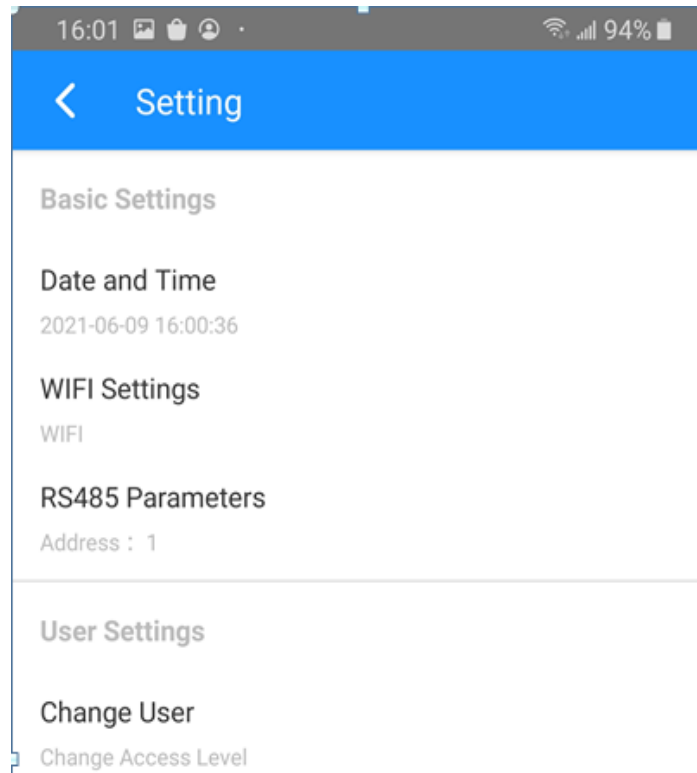 16:01 94%
Setting
Basic Settings
Date and Time
2021-06-09 16:00:36
WIFI Settings
WIFI
RS485 Parameters
Address： 1
User Settings
Change User
Change Access Level